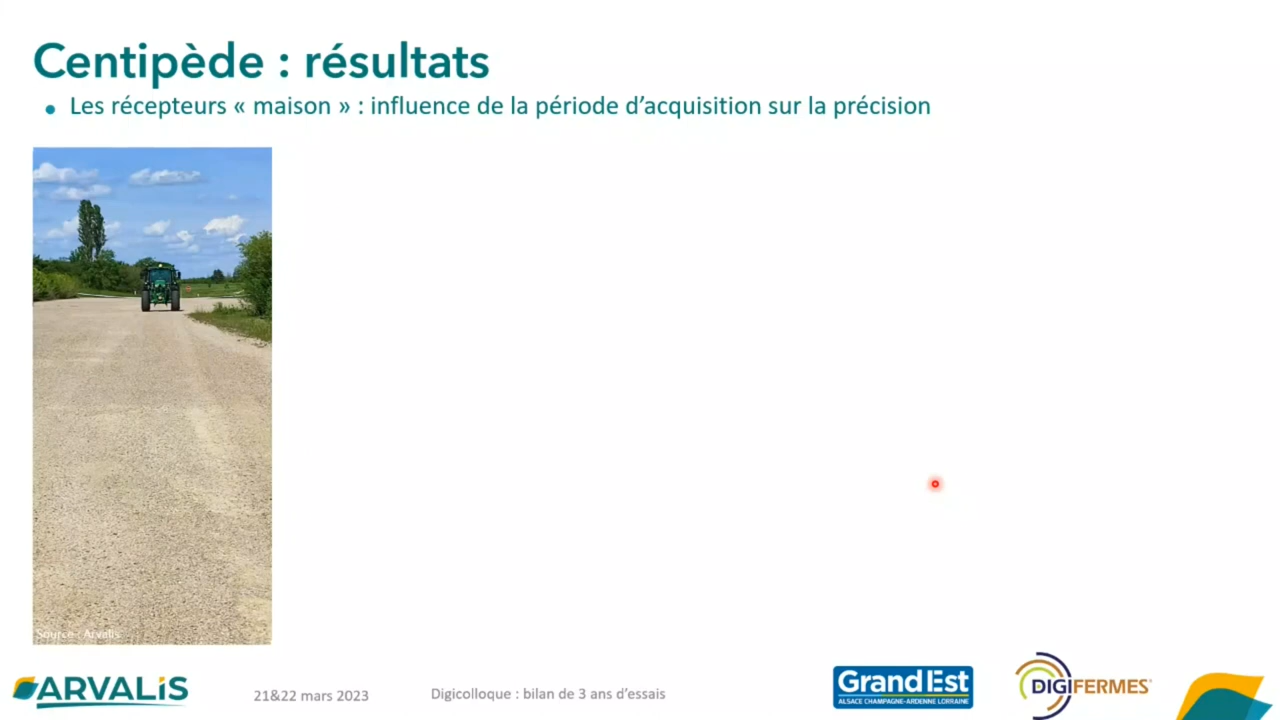 Centipède : résultats
• Les récepteurs « maison » : influence de la période d’acquisition sur la précision
Source : Arvalis
ARVALIS
21&22 mars 2023
Digicolloque : bilan de 3 ans d’essais
Grand Est
ALSACE CHAMPAGNE-ARDENNE LORRAINE
DIGIFERMES®